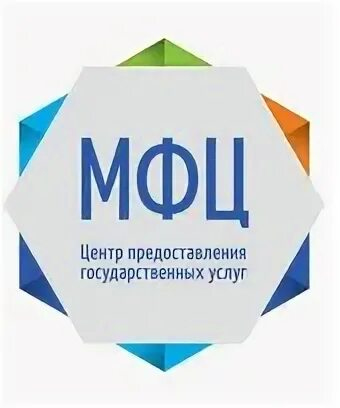 МФЦ
Центр предоставления
государственных услуг